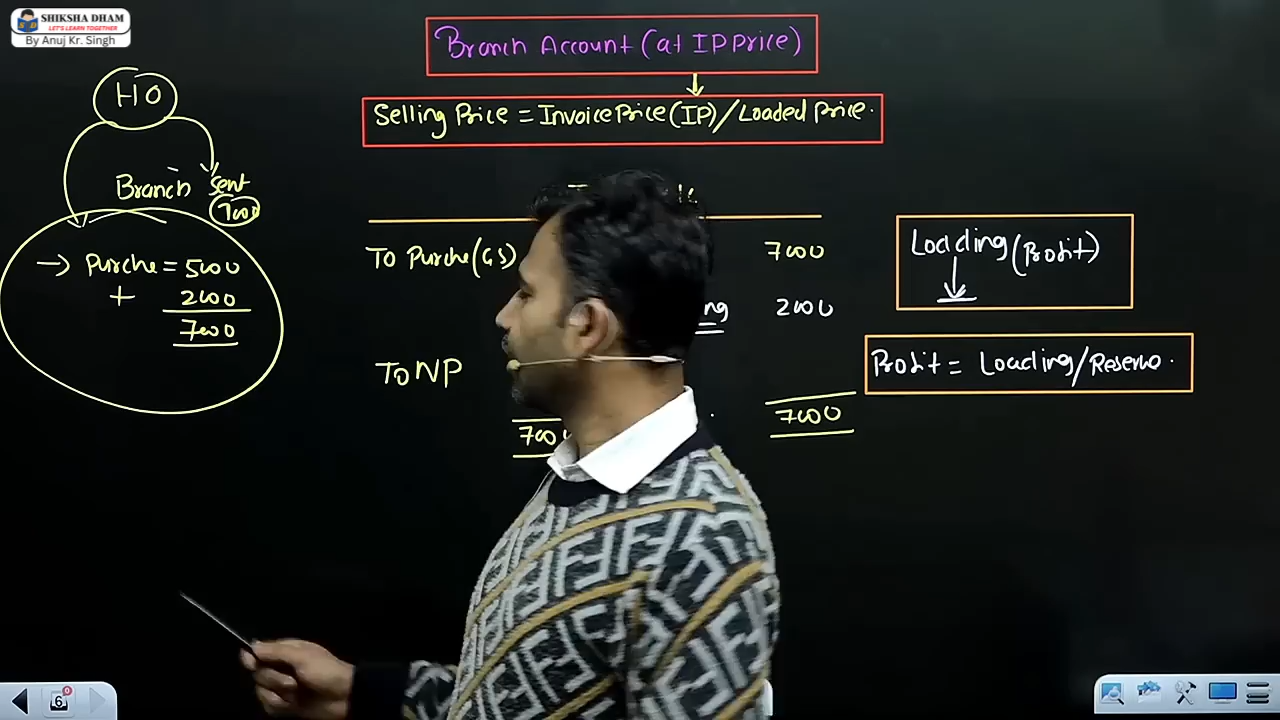 SHIKSHA DHAM
LET'S LEARN TOGETHER
By Anuj Kr. Singh
Branch Account (at IP Price)
Selling Price = Invoice Price (IP) / Loaded Price.
HO
Branch
Sent
7000
→ Purche = 5000
+ 2000
7000
To Purche (GS) 7000
2000
To NP
7000 7000
Loading (Profit)
Profit = Loading / Reserve.
6